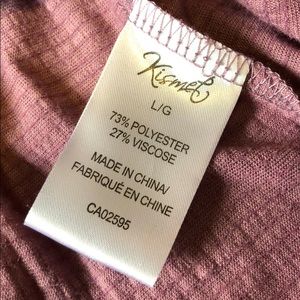 Kismet
L/G
73% POLYESTER
27% VISCOSE
MADE IN CHINA/
FABRIQUÉ EN CHINE
CA02595